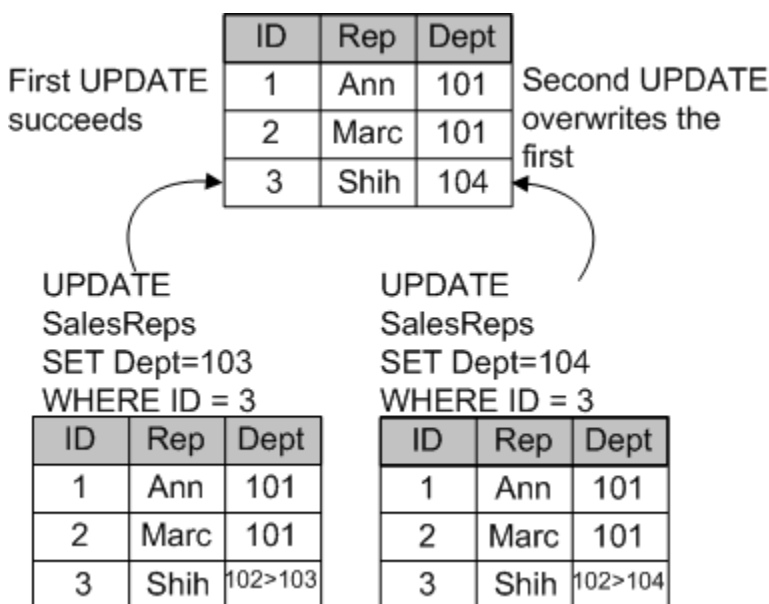 ID Rep Dept
First UPDATE
succeeds
1 Ann 101
2 Marc 101
3 Shih 104
Second UPDATE
overwrites the
first
UPDATE
SalesReps
SET Dept=103
WHERE ID = 3
ID Rep Dept
1 Ann 101
2 Marc 101
3 Shih 102>103
UPDATE
SalesReps
SET Dept=104
WHERE ID = 3
ID Rep Dept
1 Ann 101
2 Marc 101
3 Shih 102>104